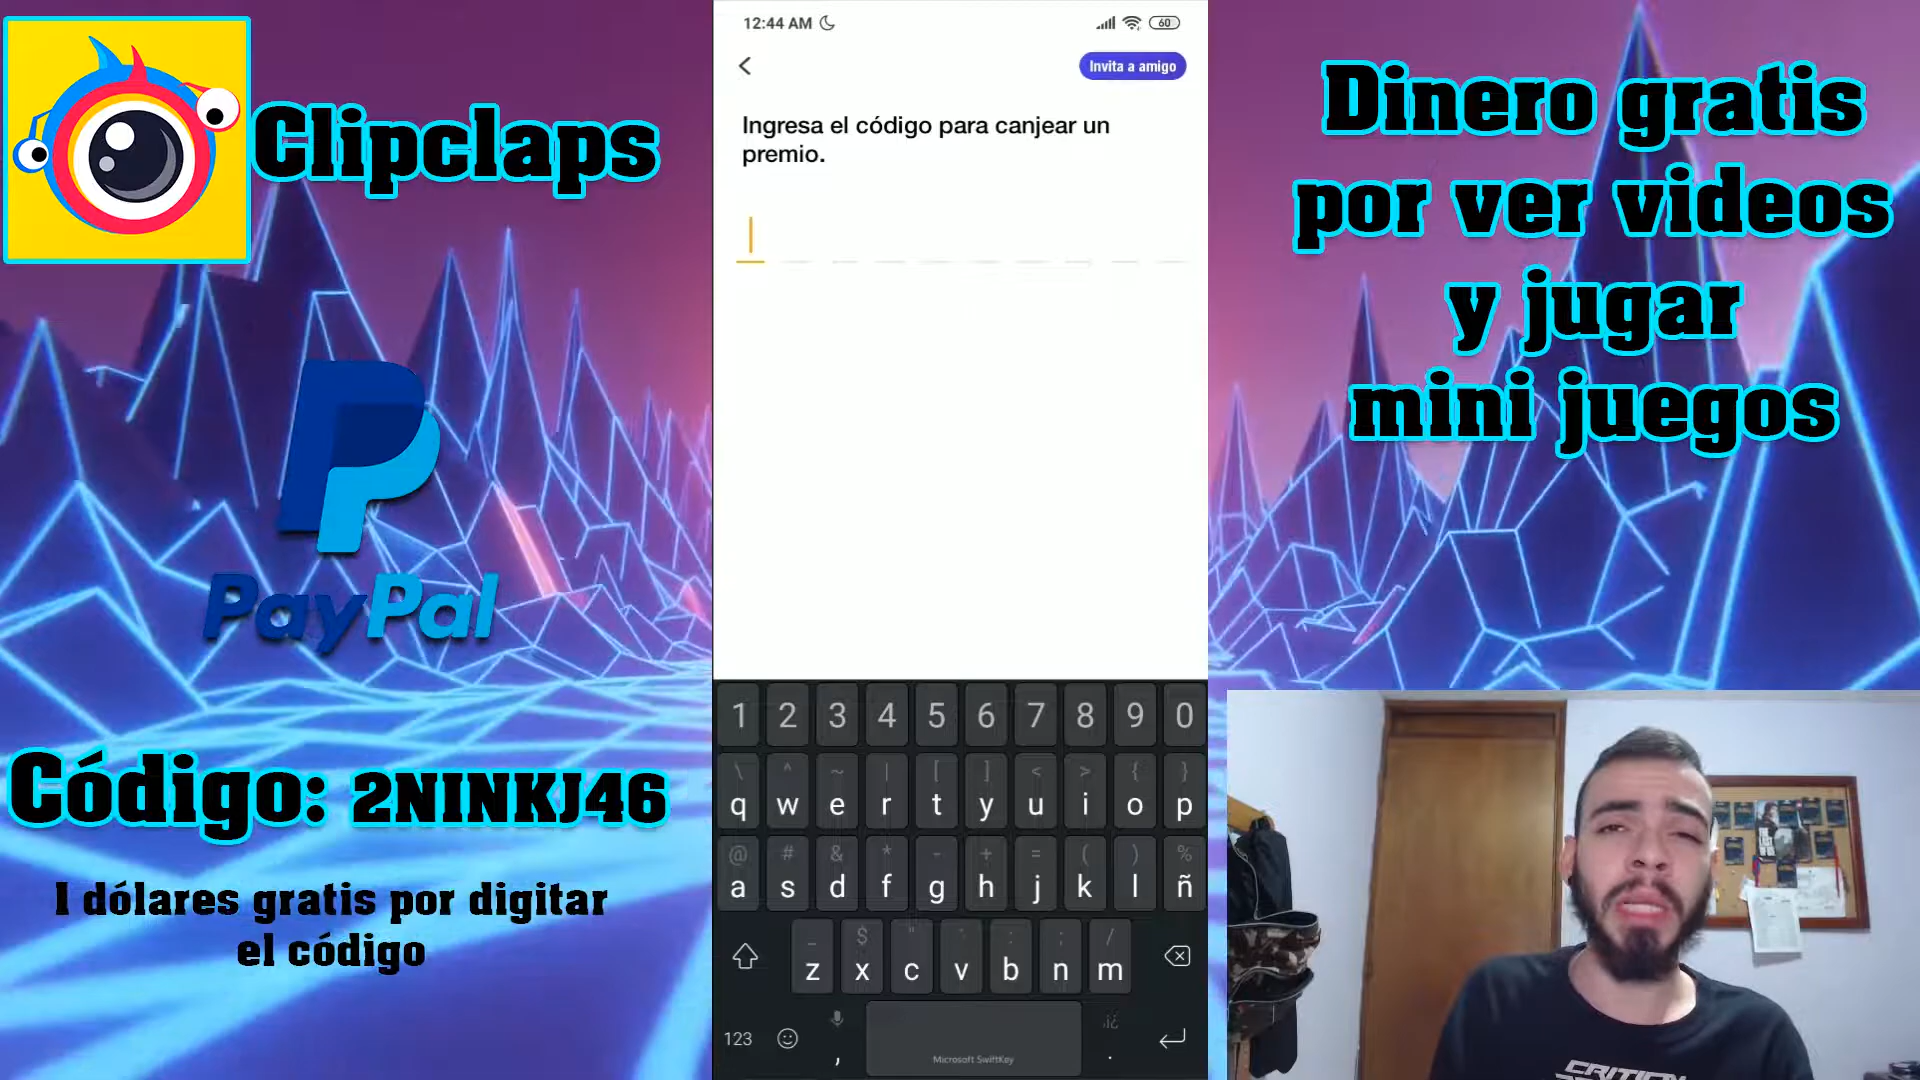 Clipclaps
PayPal
Código: 2NINKJ46
1 dólares gratis por digitar
el código
12:44 AM
60
Invita a amigo
Ingresa el código para canjear un
premio.
1 2 3 4 5 6 7 8 9 0
\ ^ ~ | [ ] < > { }
q w e r t y u i o p
@ # & * - + = ( ) %
a s d f g h j k l ñ
_ $ " ' : ; /
z x c v b n m
123 , .
Microsoft SwiftKey
Dinero gratis
por ver videos
y jugar
mini juegos